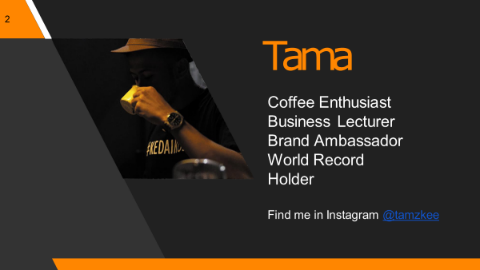 2
Tama
Coffee Enthusiast
Business Lecturer
Brand Ambassador
World Record
Holder
Find me in Instagram @tamzkee